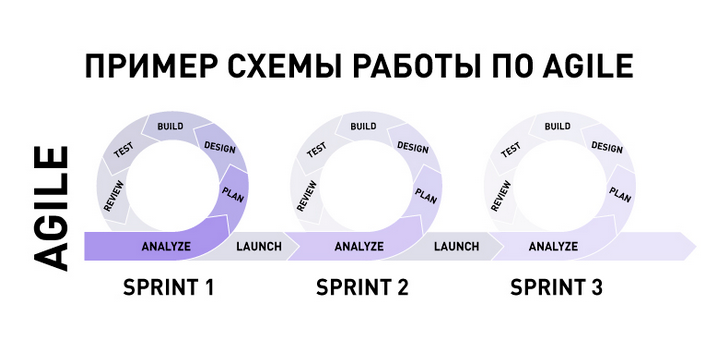 ПРИМЕР СХЕМЫ РАБОТЫ ПО AGILE
AGILE
BUILD
TEST
DESIGN
REVIEW
PLAN
ANALYZE
LAUNCH
SPRINT 1
BUILD
TEST
DESIGN
REVIEW
PLAN
ANALYZE
LAUNCH
SPRINT 2
BUILD
TEST
DESIGN
REVIEW
PLAN
ANALYZE
SPRINT 3